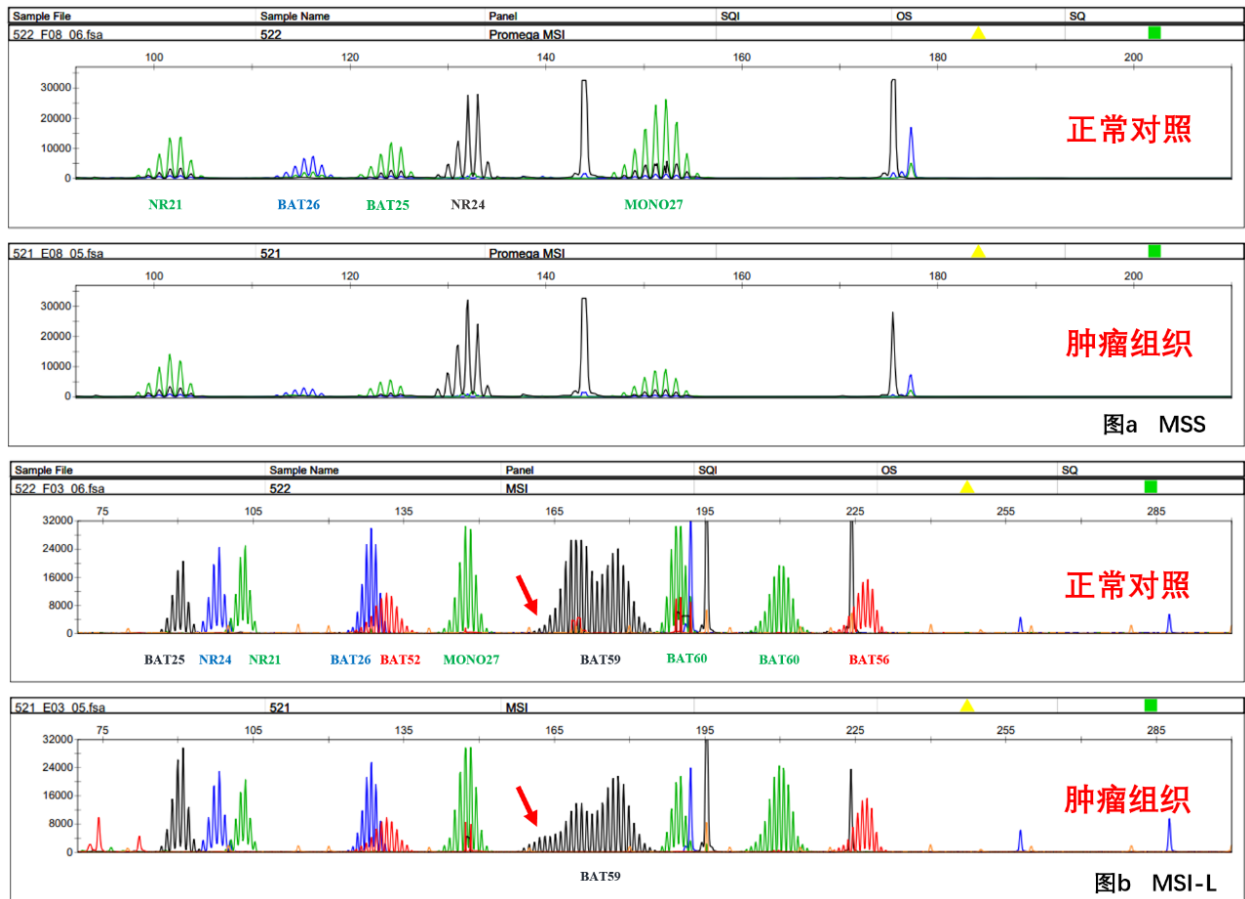 Sample File Sample Name Panel SQI OS SQ
522_F08_06.fsa 522 Promega MSI
100 120 140 160 180 200
30000
20000
10000
0
正常对照
NR21 BAT26 BAT25 NR24 MONO27
521_E08_05.fsa 521 Promega MSI
100 120 140 160 180 200
30000
20000
10000
0
肿瘤组织
图a MSS
Sample File Sample Name Panel SQI OS SQ
522_F03_06.fsa 522 MSI
75 105 135 165 195 225 255 285
32000
24000
16000
8000
0
正常对照
BAT25 NR24 NR21 BAT26 BAT52 MONO27 BAT59 BAT60 BAT60 BAT56
521_E03_05.fsa 521 MSI
75 105 135 165 195 225 255 285
32000
24000
16000
8000
0
肿瘤组织
BAT59
图b MSI-L